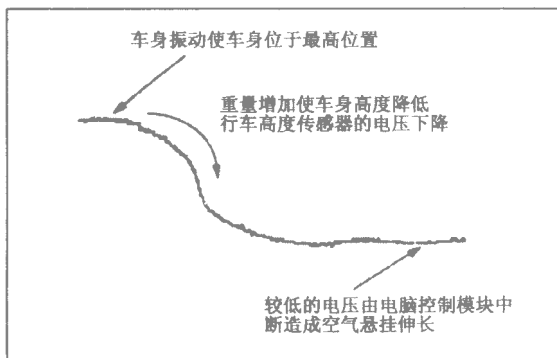 车身振动使车身位于最高位置
重量增加使车身高度降低
行车高度传感器的电压下降
较低的电压由电脑控制模块中
断造成空气悬挂伸长